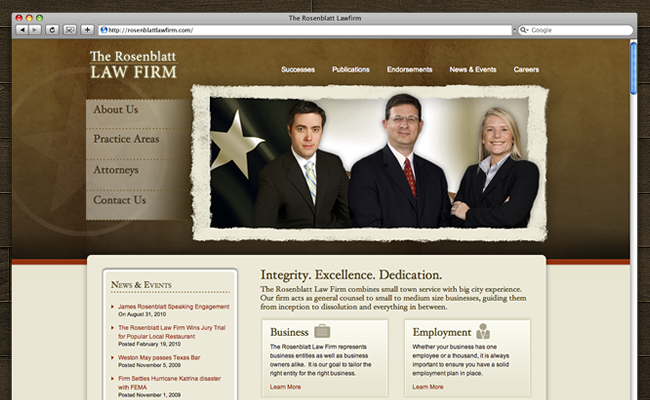 The Rosenblatt Lawfirm
http://rosenblattlawfirm.com/
Google
The Rosenblatt
LAW FIRM
Successes Publications Endorsements News & Events Careers
About Us
Practice Areas
Attorneys
Contact Us
NEWS & EVENTS
James Rosenblatt Speaking Engagement
On August 31, 2010
The Rosenblatt Law Firm Wins Jury Trial
for Popular Local Restaurant
Posted February 19, 2010
Weston May passes Texas Bar
Posted November 5, 2009
Firm Settles Hurricane Katrina disaster
with FEMA
Posted November 1, 2009
Integrity. Excellence. Dedication.
The Rosenblatt Law Firm combines small town service with big city experience.
Our firm acts as general counsel to small to medium size businesses, guiding them
from inception to dissolution and everything in between.
Business
The Rosenblatt Law Firm represents
business entities as well as business
owners alike. It is our goal to tailor the
right entity for the right business.
Learn More
Employment
Whether your business has one
employee or a thousand, it is always
important to ensure you have a solid
employment plan in place.
Learn More